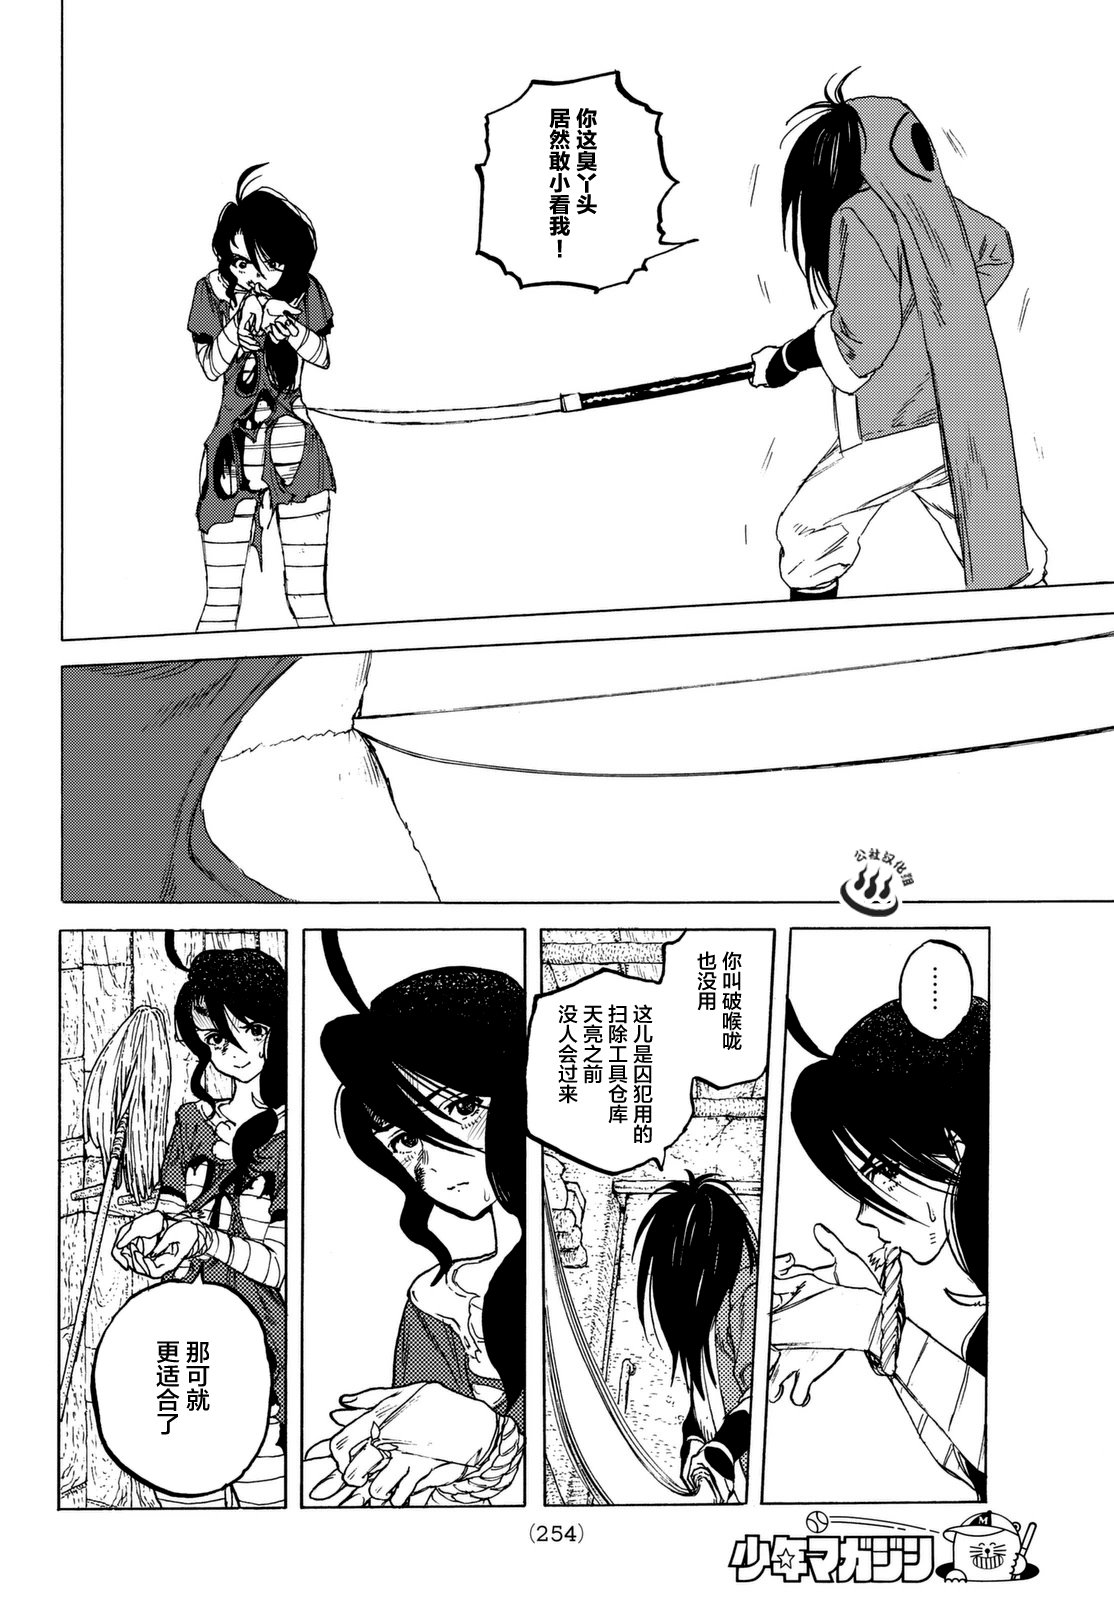 你这臭丫头
居然敢小看我！
公社汉化组
……
你叫破喉咙
也没用
这儿是囚犯用的
扫除工具仓库
天亮之前
没人会过来
那可就
更适合了
(254)
少年マガジン
M